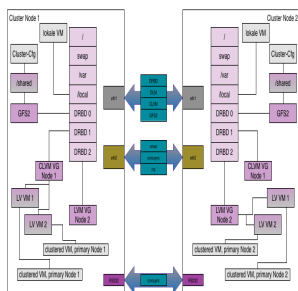 Cluster Node 1
lokale VM
/
Cluster-Cfg
swap
/shared
/var
/local
GFS2
DRBD 0
DRBD 1
DRBD 2
CLVM VG
Node 1
LV VM 1
LV VM 2
LVM VG
Node 2
clustered VM, primary Node 1
clustered VM, primary Node 1
DRBD
DLM
CLVM
GFS2
eth1
eth1
Cluster Node 2
lokale VM
/
Cluster-Cfg
swap
/shared
/var
/local
GFS2
DRBD 0
DRBD 1
DRBD 2
CLVM VG
Node 1
LV VM 1
LV VM 2
LVM VG
Node 2
clustered VM, primary Node 2
clustered VM, primary Node 2